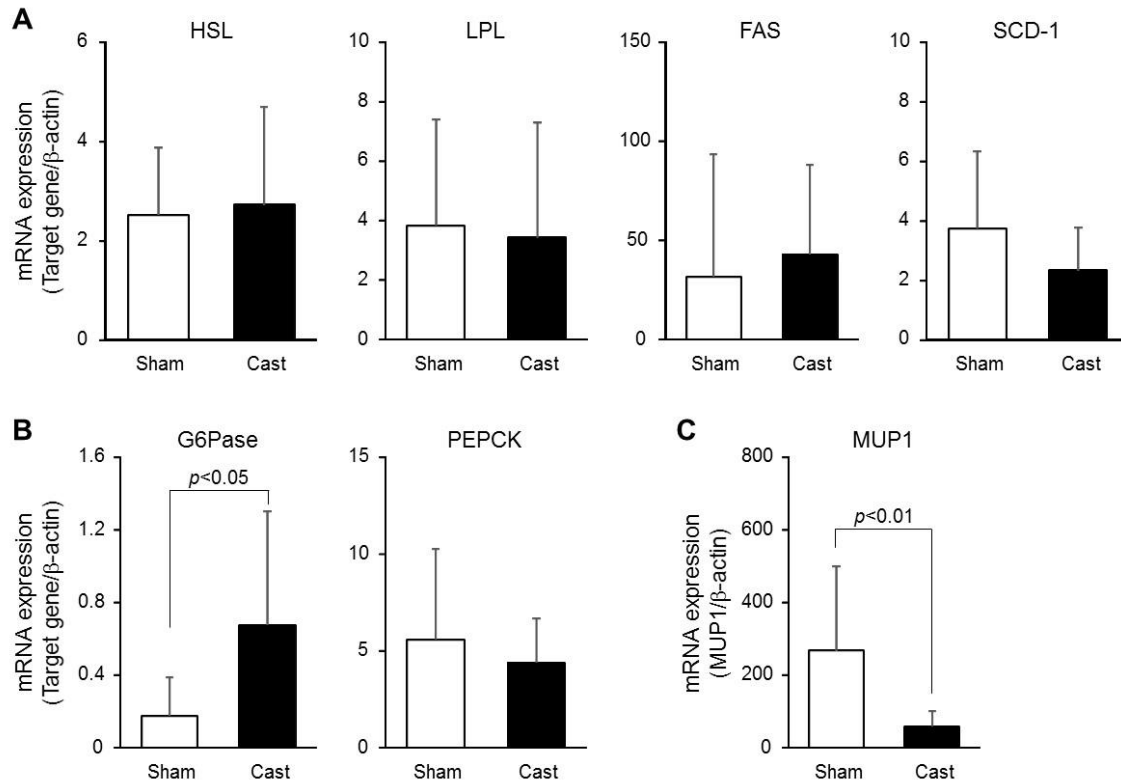 A
HSL
LPL
FAS
SCD-1
mRNA expression
(Target gene/β-actin)
6
4
2
0
Sham
Cast
10
8
6
4
2
0
Sham
Cast
150
100
50
0
Sham
Cast
10
8
6
4
2
0
Sham
Cast
B
G6Pase
PEPCK
mRNA expression
(Target gene/β-actin)
1.6
1.2
0.8
0.4
0
p<0.05
Sham
Cast
15
10
5
0
Sham
Cast
C
MUP1
mRNA expression
(MUP1/β-actin)
800
600
400
200
0
p<0.01
Sham
Cast